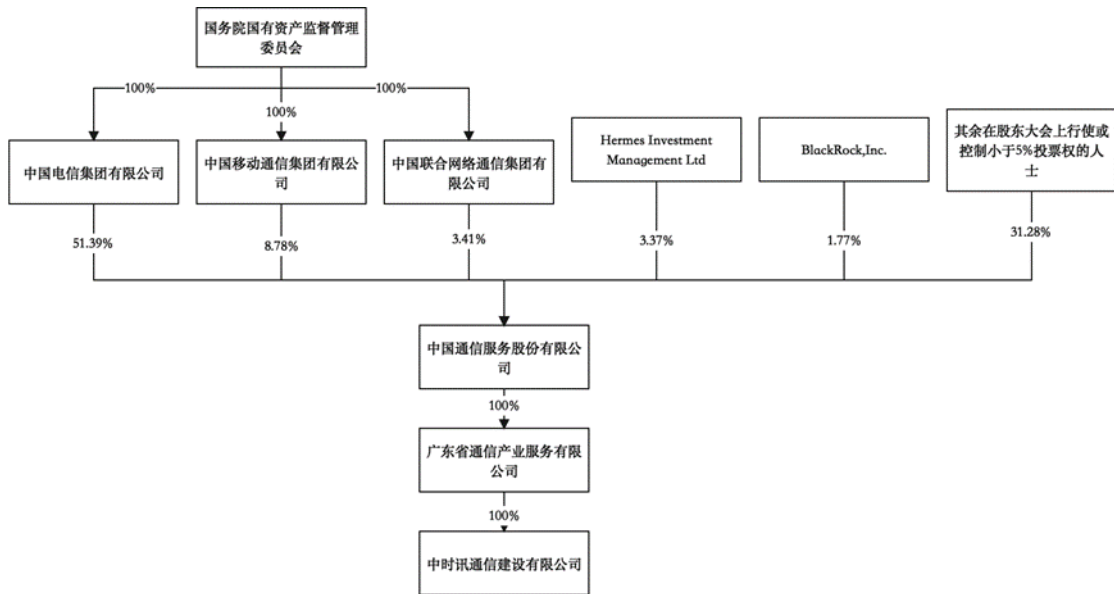 国务院国有资产监督管理
委员会
100%
100%
100%
中国电信集团有限公司
中国移动通信集团有限公
司
中国联合网络通信集团有
限公司
Hermes Investment
Management Ltd
BlackRock,Inc.
其余在股东大会上行使或
控制小于5%投票权的人
士
51.39%
8.78%
3.41%
3.37%
1.77%
31.28%
中国通信服务股份有限公
司
100%
广东省通信产业服务有限
公司
100%
中时讯通信建设有限公司